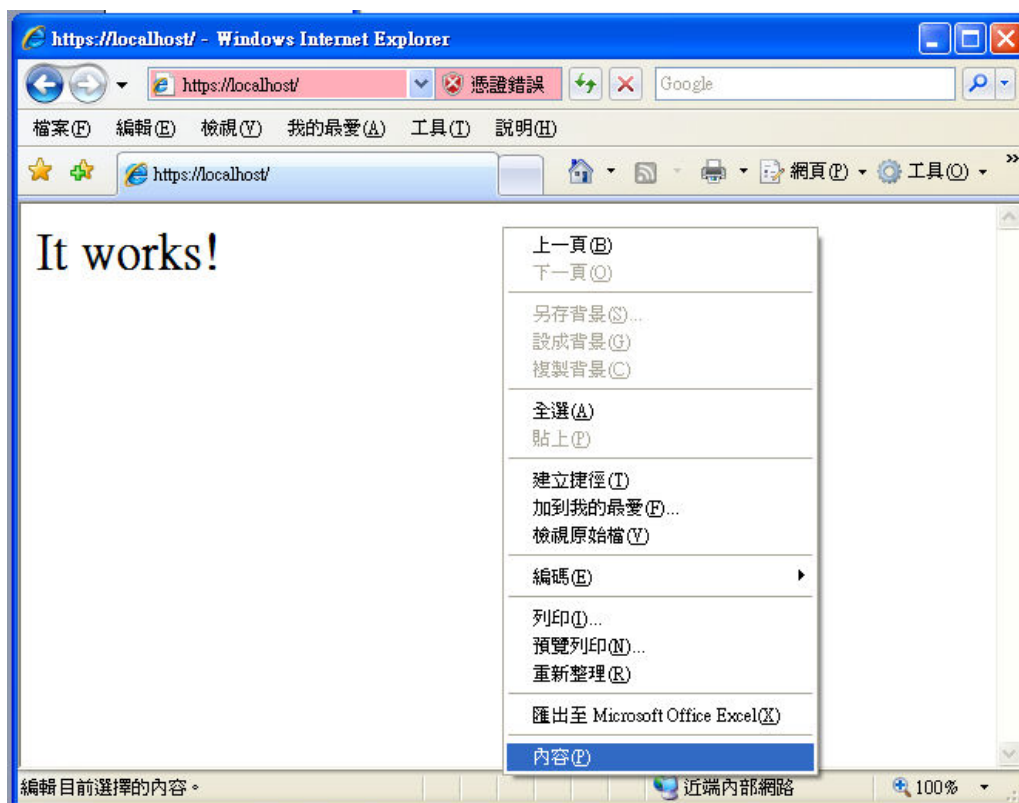 https://localhost/ - Windows Internet Explorer
https://localhost/ 憑證錯誤 Google
檔案(F) 編輯(E) 檢視(V) 我的最愛(A) 工具(T) 說明(H)
https://localhost/ 網頁(P) 工具(O) »
It works!
上一頁(B)
下一頁(O)
另存背景(S)...
設成背景(G)
複製背景(C)
全選(A)
貼上(P)
建立捷徑(T)
加到我的最愛(F)...
檢視原始檔(V)
編碼(E)
列印(I)...
預覽列印(N)...
重新整理(R)
匯出至 Microsoft Office Excel(X)
內容(P)
編輯目前選擇的內容。 近端內部網路 100%